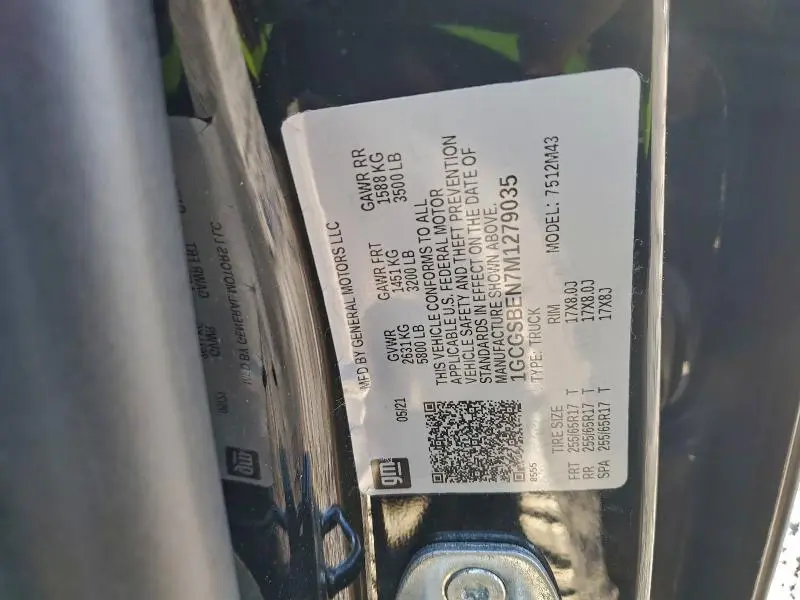 gm
MFD BY GENERAL MOTORS LLC
05/21
GVWR GAWR FRT GAWR RR
2631 KG 1451 KG 1588 KG
5800 LB 3200 LB 3500 LB
THIS VEHICLE CONFORMS TO ALL
APPLICABLE U.S. FEDERAL MOTOR
VEHICLE SAFETY AND THEFT PREVENTION
STANDARDS IN EFFECT ON THE DATE OF
MANUFACTURE SHOWN ABOVE.
1GCGSBEN7M1279035
8555 TYPE: TRUCK MODEL: 7512M43
TIRE SIZE RIM
FRT 255/65R17 T 17X8.0J
RR 255/65R17 T 17X8.0J
SPA 255/65R17 T 17X8J